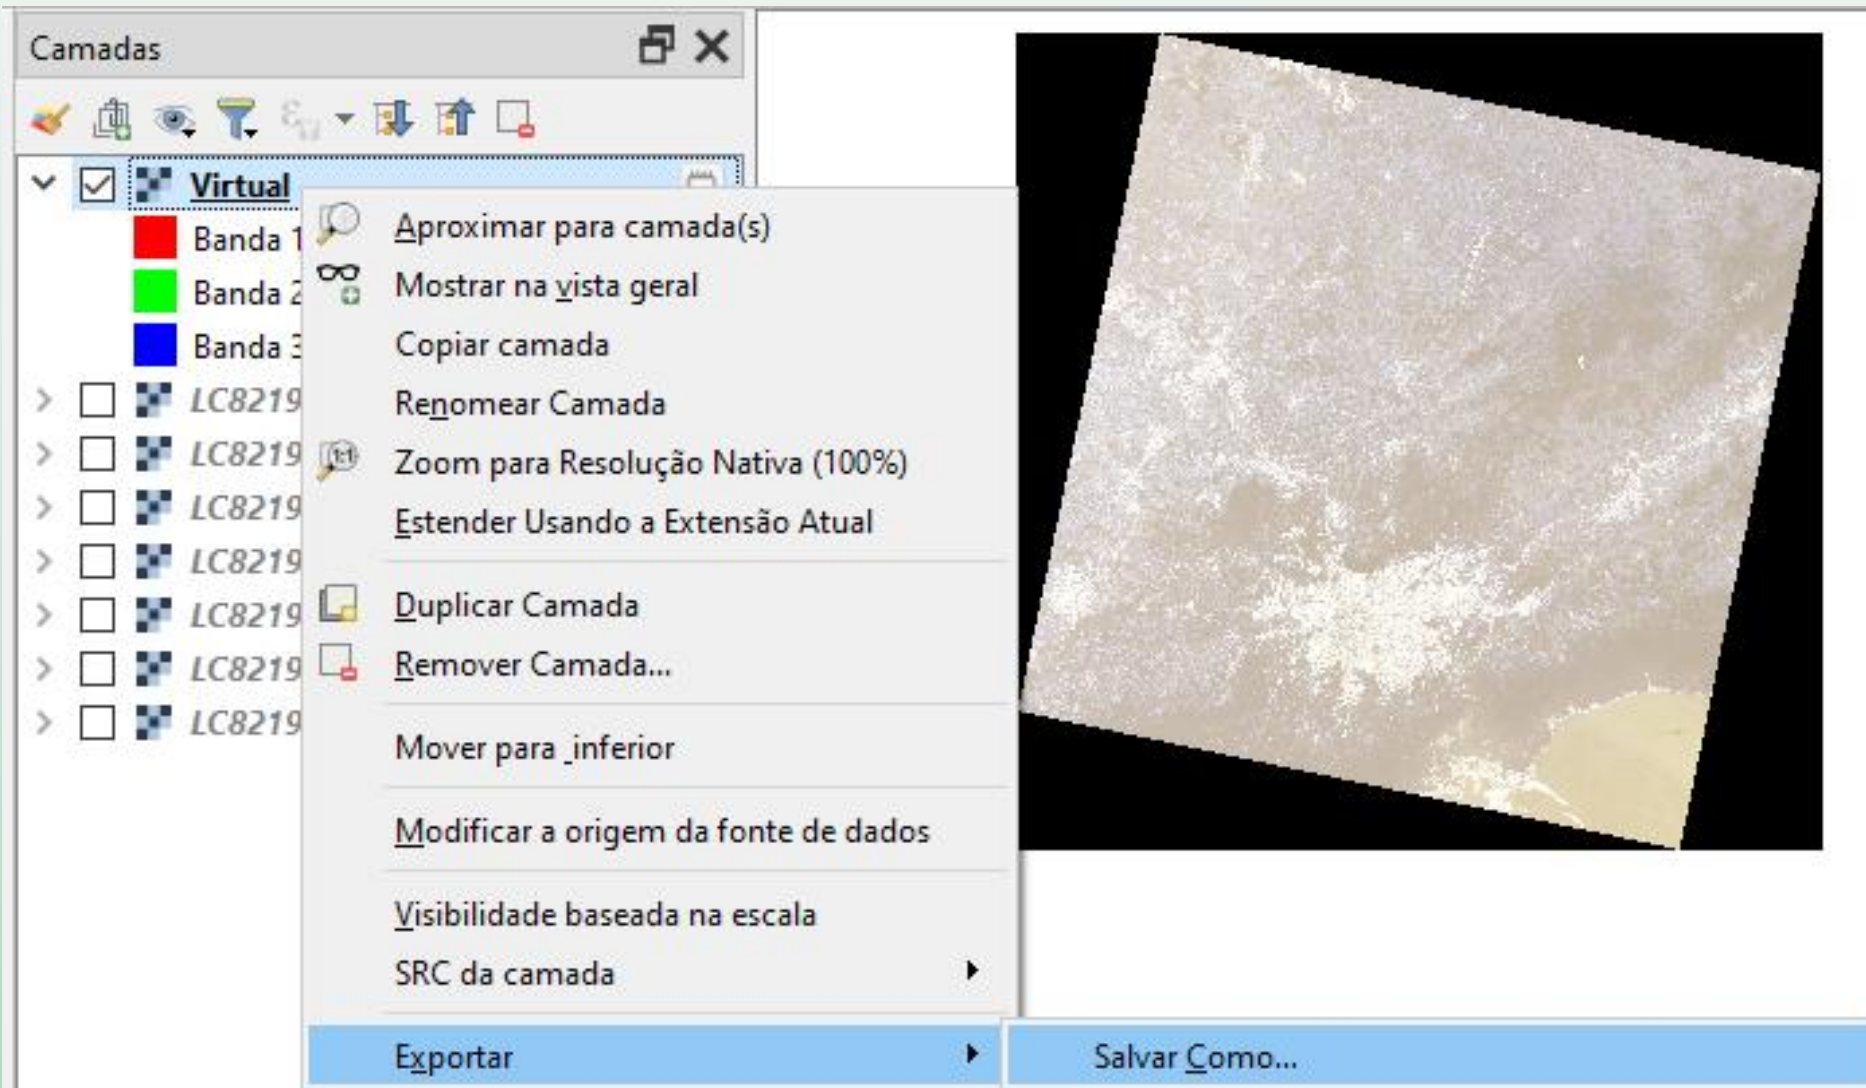 Camadas
Virtual
Banda 1
Banda 2
Banda 3
LC8219
LC8219
LC8219
LC8219
LC8219
LC8219
LC8219
Aproximar para camada(s)
Mostrar na vista geral
Copiar camada
Renomear Camada
1:1
Zoom para Resolução Nativa (100%)
Estender Usando a Extensão Atual
Duplicar Camada
Remover Camada...
Mover para _inferior
Modificar a origem da fonte de dados
Visibilidade baseada na escala
SRC da camada
Exportar
Salvar Como...